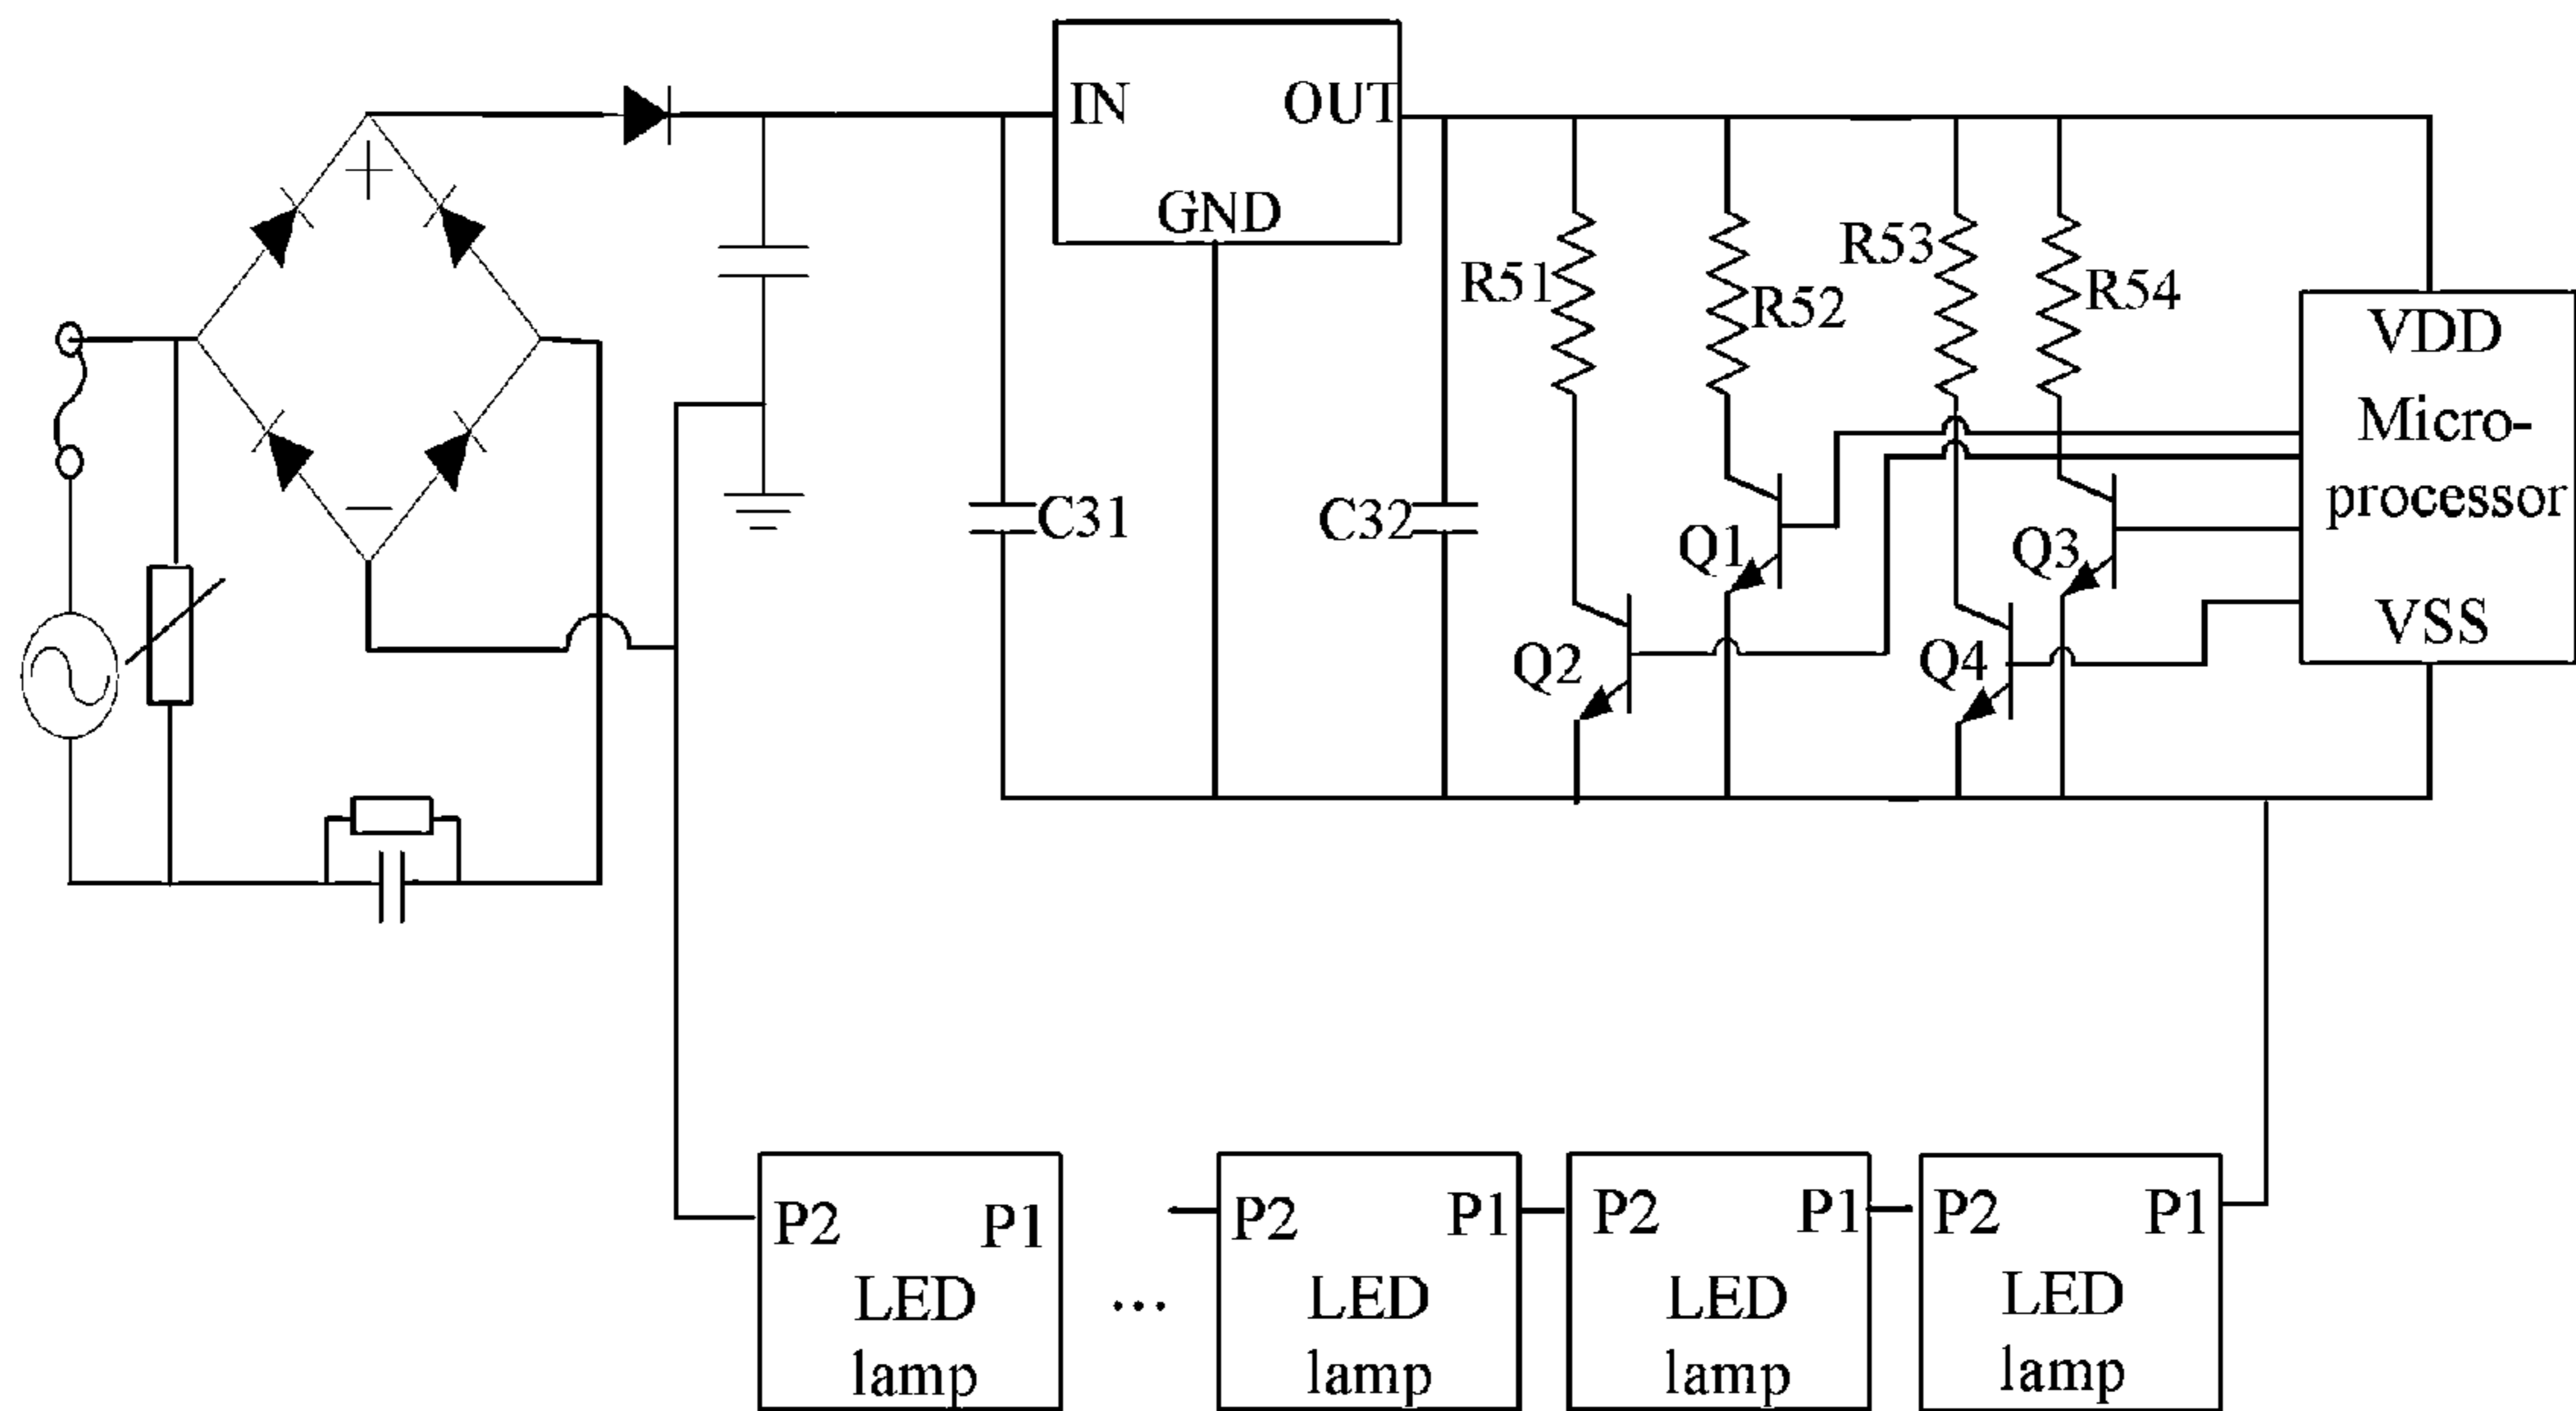 IN
OUT
GND
+
R51
R52
R53
R54
VDD
Micro-
processor
VSS
C31
C32
Q1
Q2
Q3
Q4
−
P2
P1
LED
lamp
...
P2
P1
LED
lamp
P2
P1
LED
lamp
P2
P1
LED
lamp